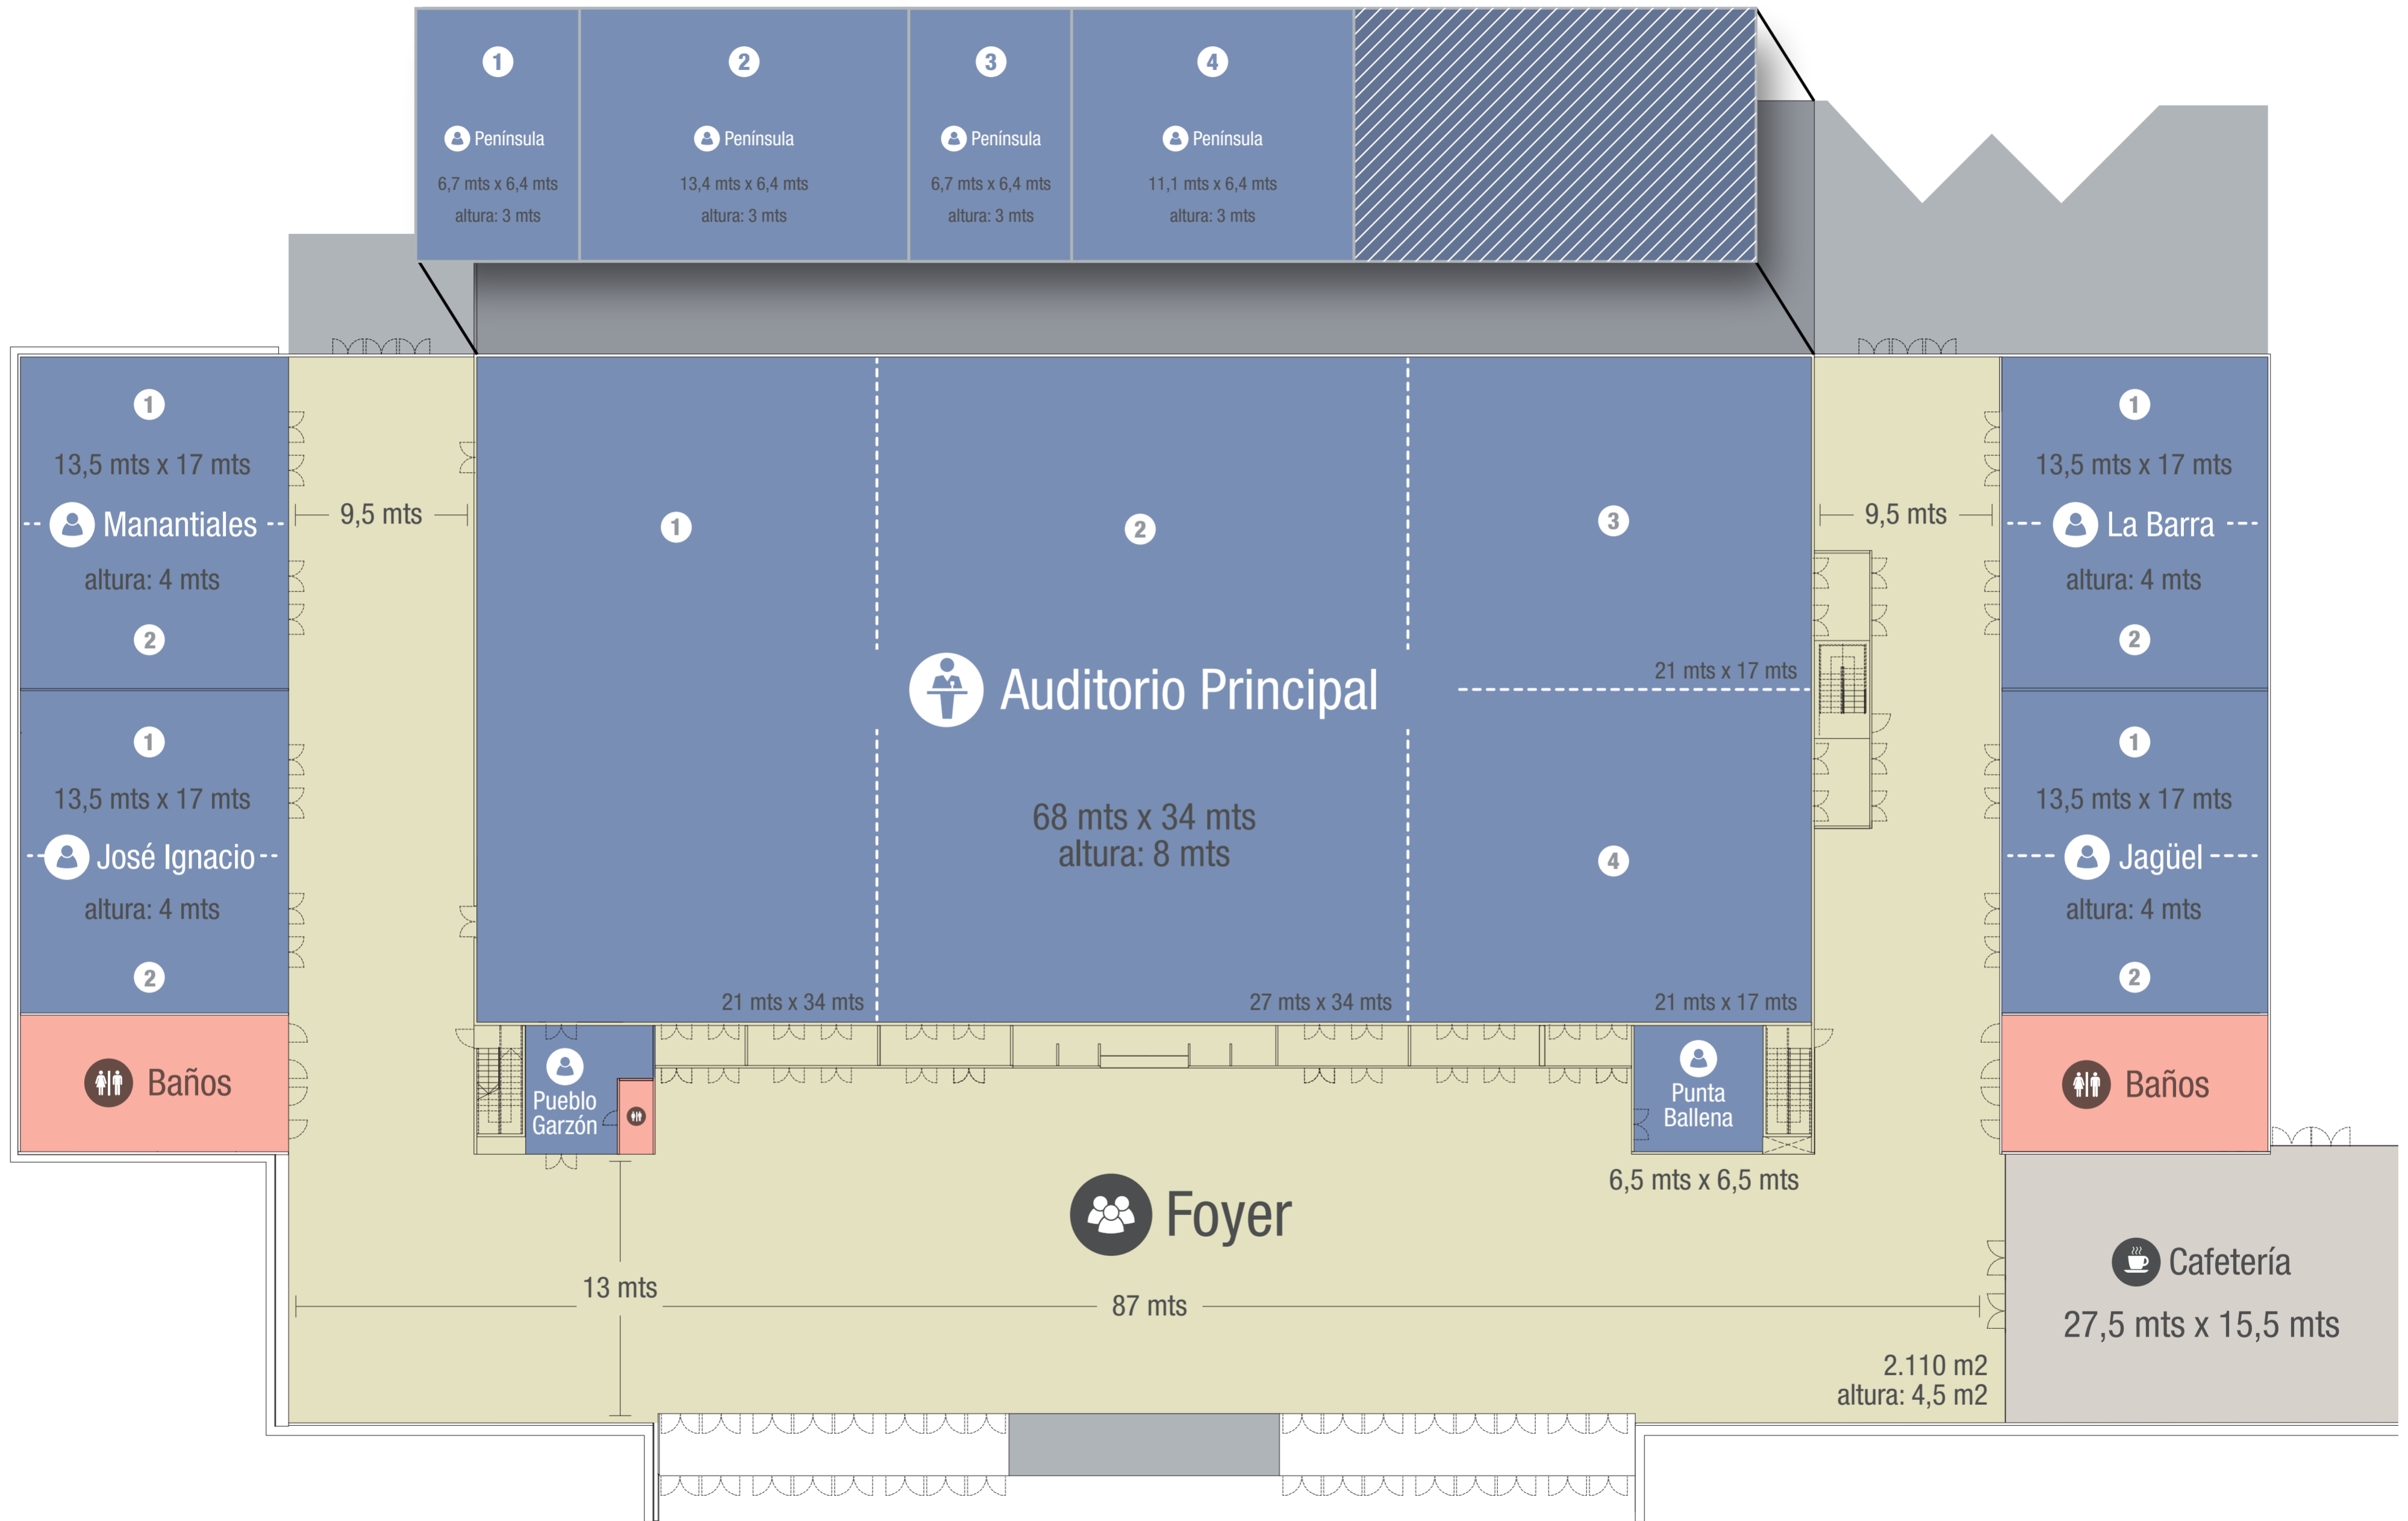 1
2
3
4
Península
Península
Península
Península
6,7 mts x 6,4 mts
13,4 mts x 6,4 mts
6,7 mts x 6,4 mts
11,1 mts x 6,4 mts
altura: 3 mts
altura: 3 mts
altura: 3 mts
altura: 3 mts
1
13,5 mts x 17 mts
Manantiales
altura: 4 mts
2
1
13,5 mts x 17 mts
José Ignacio
altura: 4 mts
2
Baños
9,5 mts
1
2
3
21 mts x 17 mts
Auditorio Principal
68 mts x 34 mts
altura: 8 mts
4
21 mts x 34 mts
27 mts x 34 mts
21 mts x 17 mts
9,5 mts
1
13,5 mts x 17 mts
La Barra
altura: 4 mts
2
1
13,5 mts x 17 mts
Jagüel
altura: 4 mts
2
Baños
Pueblo
Garzón
Punta
Ballena
6,5 mts x 6,5 mts
Foyer
13 mts
87 mts
2.110 m2
altura: 4,5 m2
Cafetería
27,5 mts x 15,5 mts